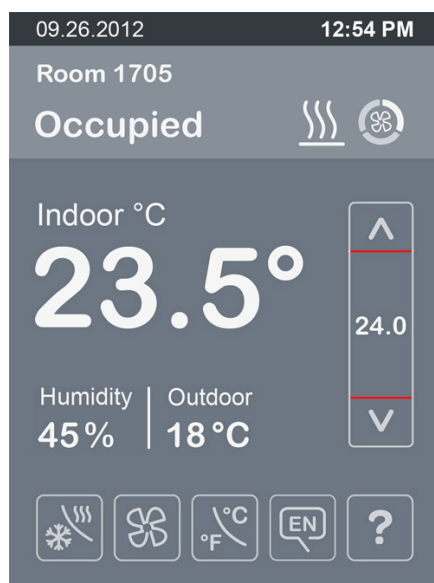 09.26.2012 12:54 PM
Room 1705
Occupied
Indoor °C
23.5°
24.0
Humidity Outdoor
45% 18°C
°F °C EN ?